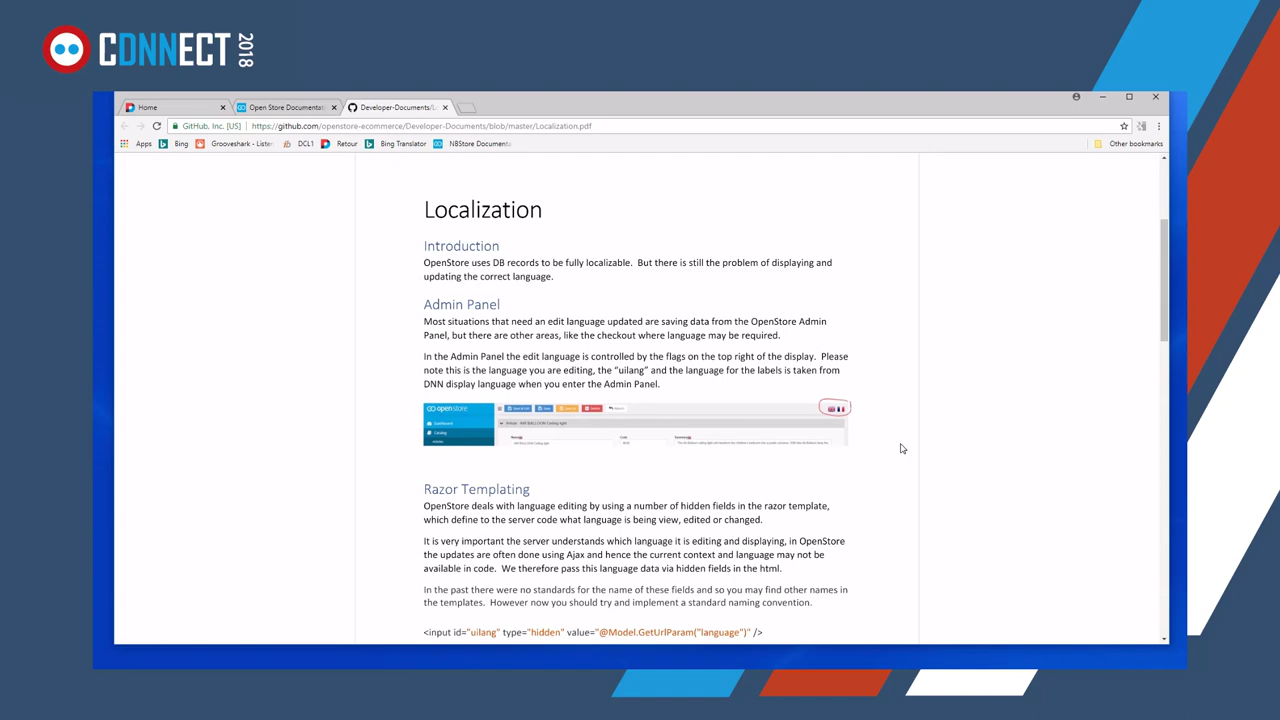 CDNNECT 2018
Home
Open Store Documentati
Developer-Documents/L
GitHub, Inc. [US]
https://github.com/openstore-ecommerce/Developer-Documents/blob/master/Localization.pdf
Apps
Bing
Grooveshark - Listen
DCL1
Retour
Bing Translator
NBStore Documenta
Other bookmarks
Localization
Introduction
OpenStore uses DB records to be fully localizable. But there is still the problem of displaying and
updating the correct language.
Admin Panel
Most situations that need an edit language updated are saving data from the OpenStore Admin
Panel, but there are other areas, like the checkout where language may be required.
In the Admin Panel the edit language is controlled by the flags on the top right of the display. Please
note this is the language you are editing, the “uilang” and the language for the labels is taken from
DNN display language when you enter the Admin Panel.
openstore
Dashboard
Catalog
Razor Templating
OpenStore deals with language editing by using a number of hidden fields in the razor template,
which define to the server code what language is being view, edited or changed.
It is very important the server understands which language it is editing and displaying, in OpenStore
the updates are often done using Ajax and hence the current context and language may not be
available in code. We therefore pass this language data via hidden fields in the html.
In the past there were no standards for the name of these fields and so you may find other names in
the templates. However now you should try and implement a standard naming convention.
<input id="uilang" type="hidden" value="@Model.GetUrlParam("language")" />